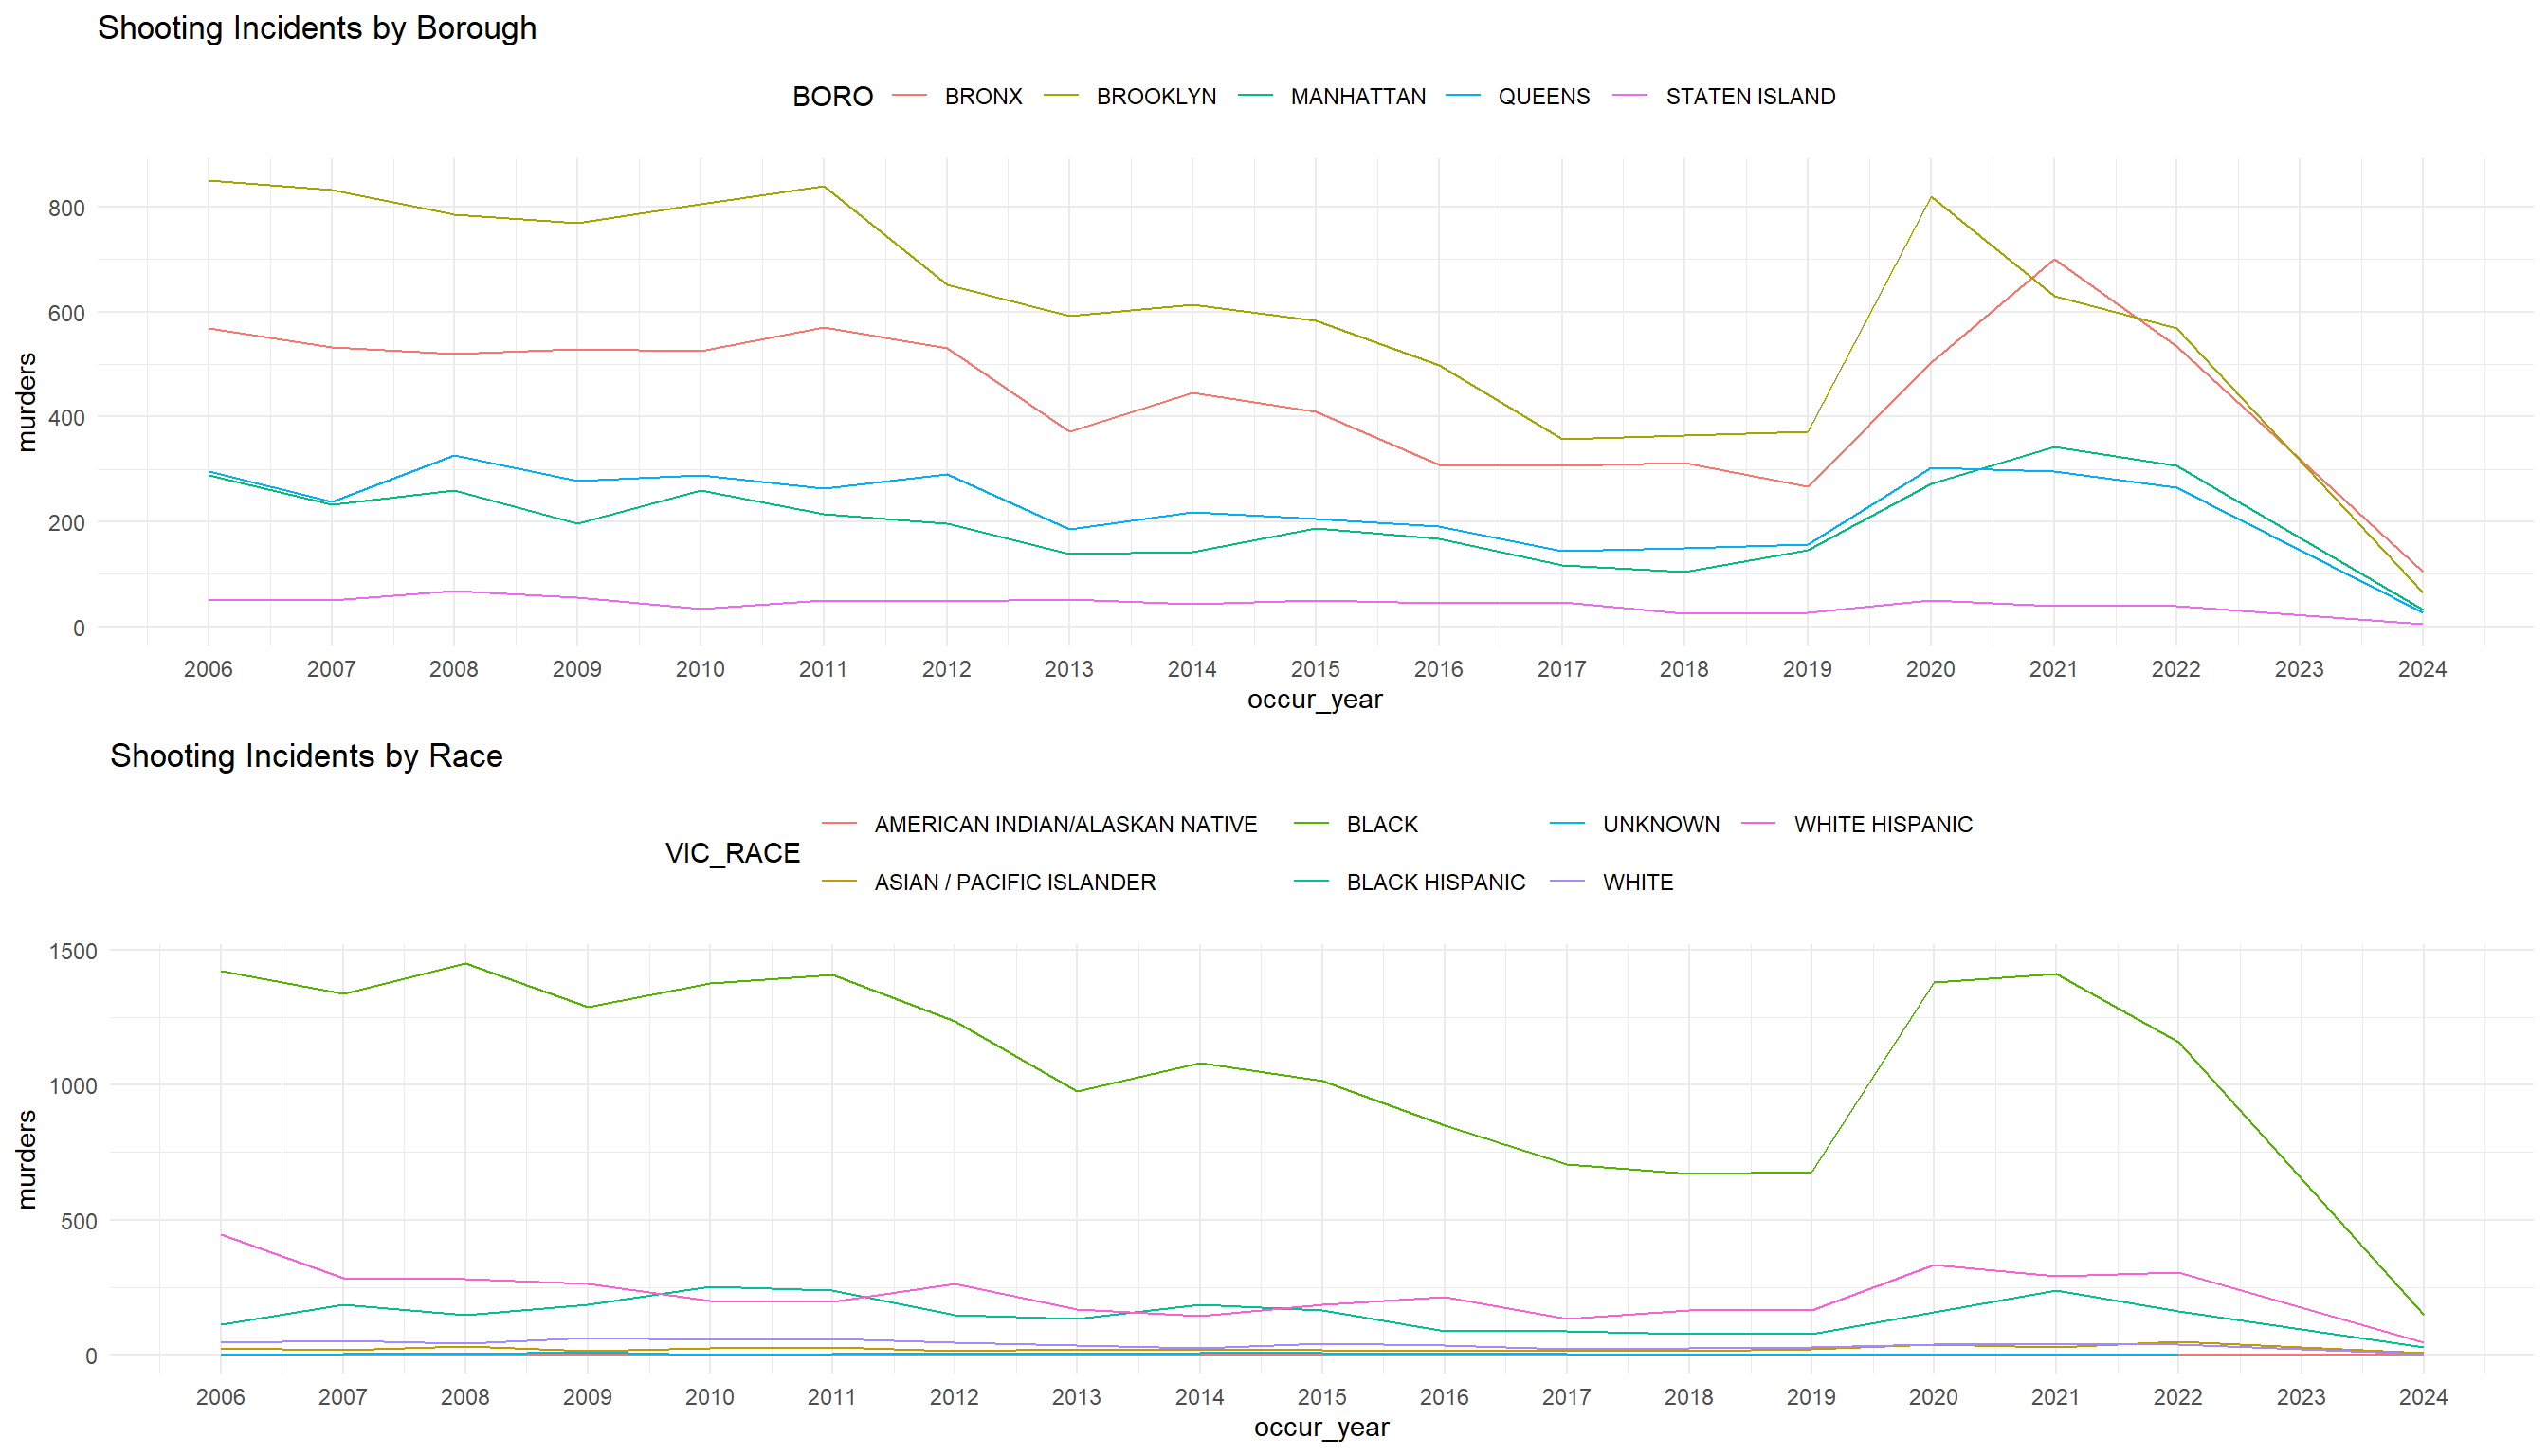 Shooting Incidents by Borough
BORO BRONX BROOKLYN MANHATTAN QUEENS STATEN ISLAND
800
600
400
200
0
murders
2006 2007 2008 2009 2010 2011 2012 2013 2014 2015 2016 2017 2018 2019 2020 2021 2022 2023 2024
occur_year
Shooting Incidents by Race
VIC_RACE
AMERICAN INDIAN/ALASKAN NATIVE BLACK UNKNOWN WHITE HISPANIC
ASIAN / PACIFIC ISLANDER BLACK HISPANIC WHITE
1500
1000
500
0
murders
2006 2007 2008 2009 2010 2011 2012 2013 2014 2015 2016 2017 2018 2019 2020 2021 2022 2023 2024
occur_year